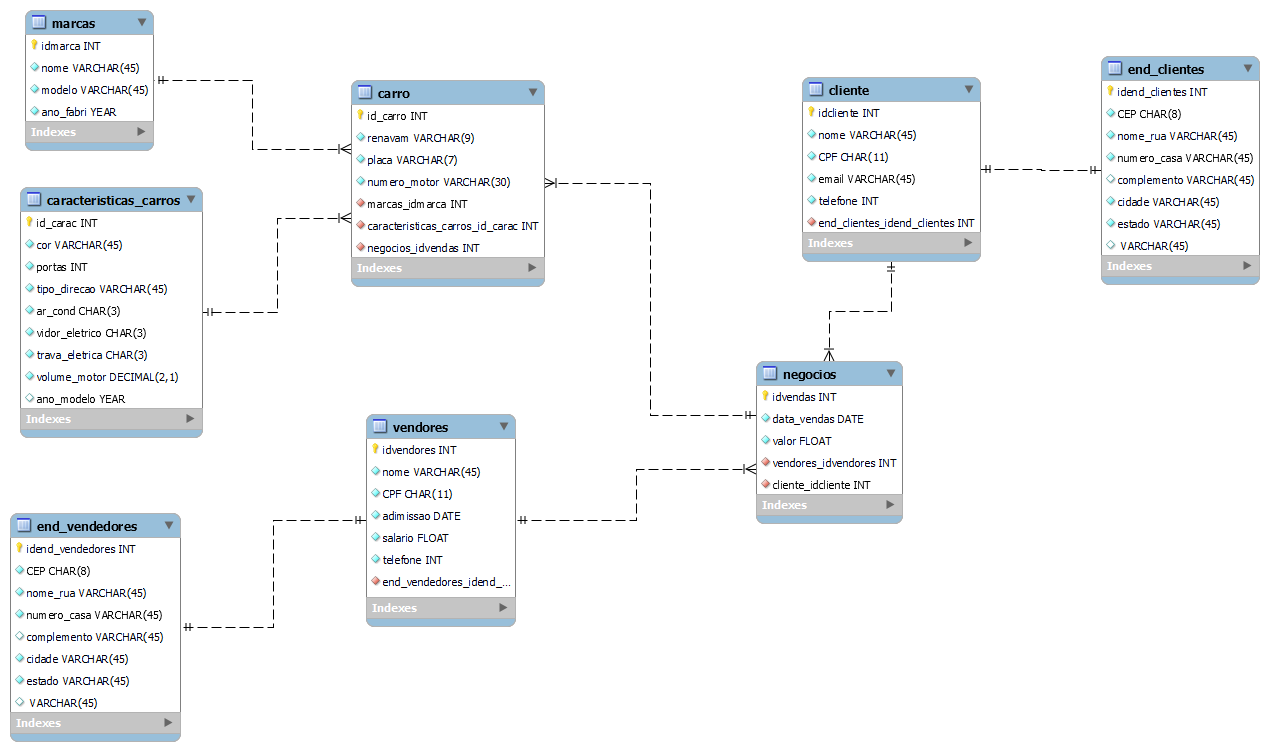 marcas
idmarca INT
nome VARCHAR(45)
modelo VARCHAR(45)
ano_fabri YEAR
Indexes
caracteristicas_carros
id_carac INT
cor VARCHAR(45)
portas INT
tipo_direcao VARCHAR(45)
ar_cond CHAR(3)
vidor_eletrico CHAR(3)
trava_eletrica CHAR(3)
volume_motor DECIMAL(2,1)
ano_modelo YEAR
Indexes
end_vendedores
idend_vendedores INT
CEP CHAR(8)
nome_rua VARCHAR(45)
numero_casa VARCHAR(45)
complemento VARCHAR(45)
cidade VARCHAR(45)
estado VARCHAR(45)
VARCHAR(45)
Indexes
carro
id_carro INT
renavam VARCHAR(9)
placa VARCHAR(7)
numero_motor VARCHAR(30)
marcas_idmarca INT
caracteristicas_carros_id_carac INT
negocios_idvendas INT
Indexes
vendores
idvendores INT
nome VARCHAR(45)
CPF CHAR(11)
adimissao DATE
salario FLOAT
telefone INT
end_vendedores_idend_...
Indexes
cliente
idcliente INT
nome VARCHAR(45)
CPF CHAR(11)
email VARCHAR(45)
telefone INT
end_clientes_idend_clientes INT
Indexes
negocios
idvendas INT
data_vendas DATE
valor FLOAT
vendores_idvendores INT
cliente_idcliente INT
Indexes
end_clientes
idend_clientes INT
CEP CHAR(8)
nome_rua VARCHAR(45)
numero_casa VARCHAR(45)
complemento VARCHAR(45)
cidade VARCHAR(45)
estado VARCHAR(45)
VARCHAR(45)
Indexes